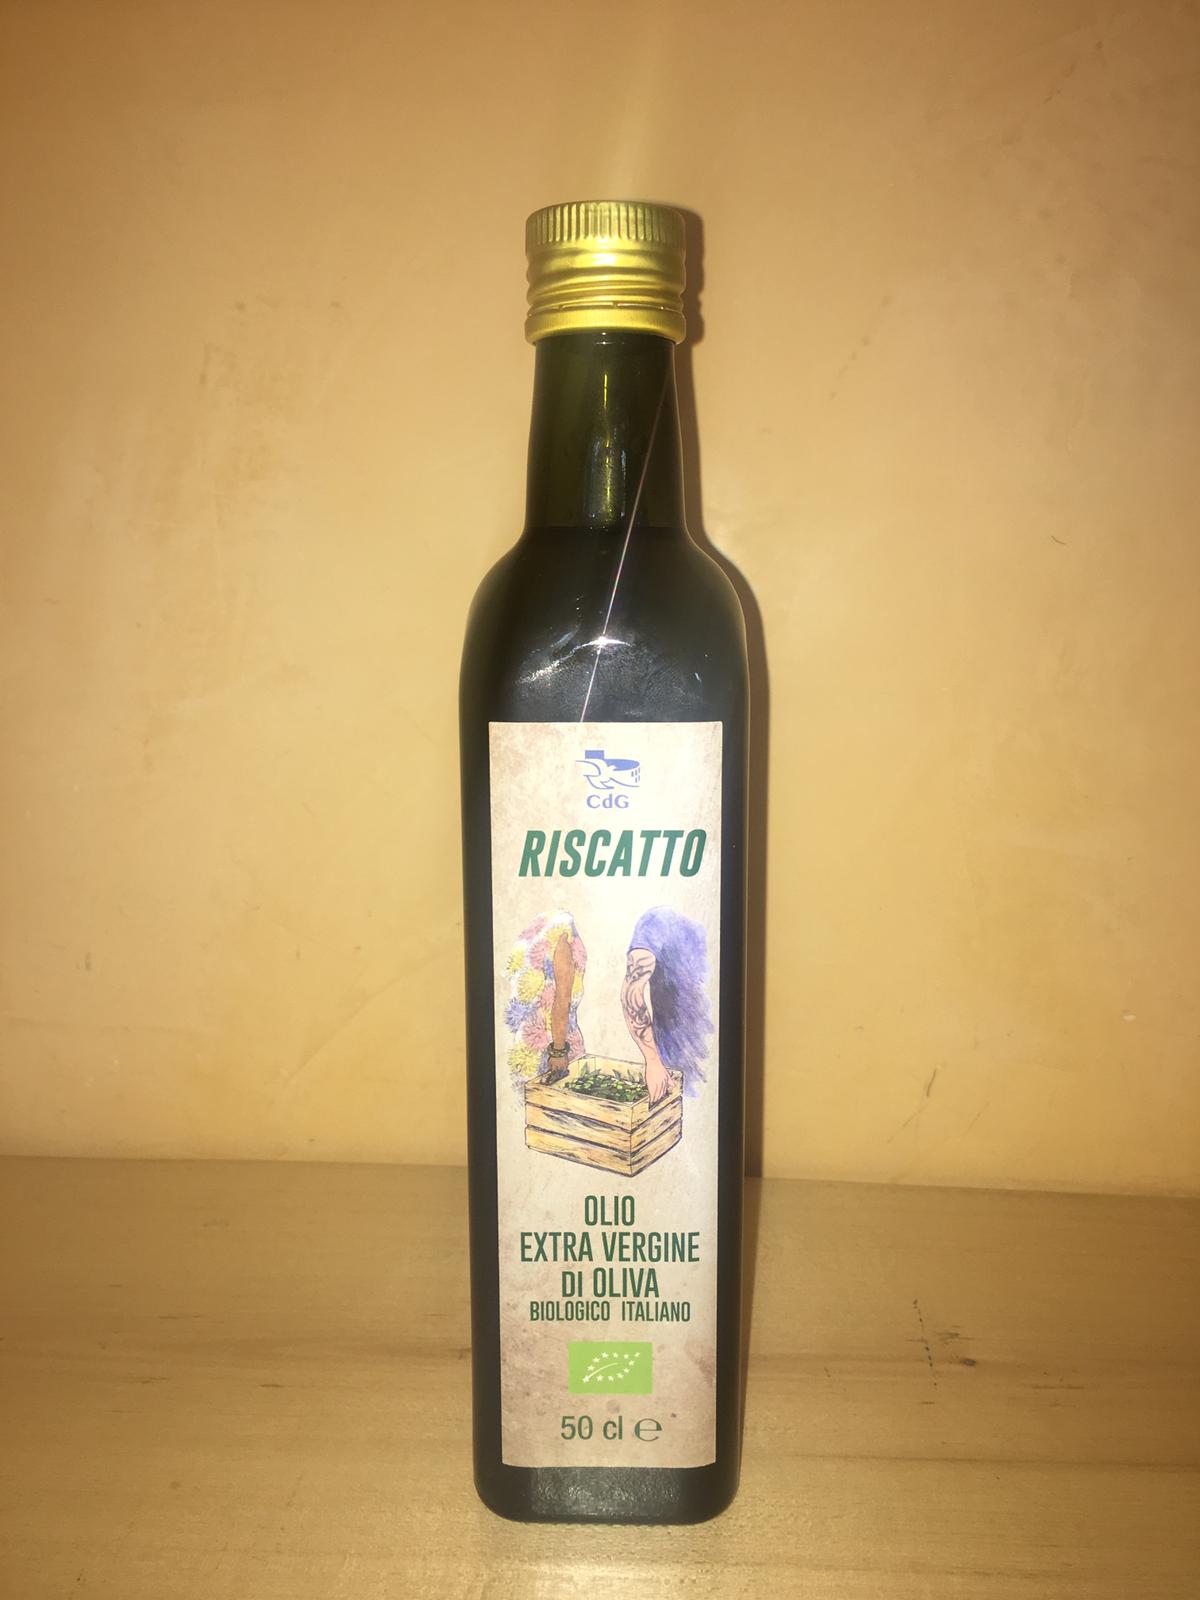 CdG
RISCATTO
OLIO
EXTRA VERGINE
DI OLIVA
BIOLOGICO ITALIANO
50 cl ℮